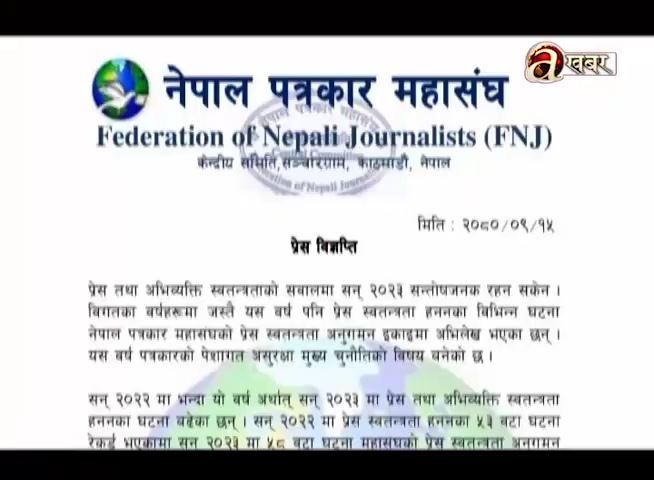 a खबर
नेपाल पत्रकार महासंघ
Federation of Nepali Journalists (FNJ)
केन्द्रीय समिति, सञ्चारग्राम, काठमाडौं, नेपाल
मिति : २०८०/०९/१५
प्रेस विज्ञप्ति
प्रेस तथा अभिव्यक्ति स्वतन्त्रताको सवालमा सन् २०२३ सन्तोषजनक रहन सकेन ।
विगतका वर्षहरूमा जस्तै यस वर्ष पनि प्रेस स्वतन्त्रता हननका विभिन्न घटना
नेपाल पत्रकार महासंघको प्रेस स्वतन्त्रता अनुगमन इकाइमा अभिलेख भएका छन् ।
यस वर्ष पत्रकारको पेशागत असुरक्षा मुख्य चुनौतिको विषय बनेको छ ।
सन् २०२२ मा भन्दा यो वर्ष अर्थात् सन् २०२३ मा प्रेस तथा अभिव्यक्ति स्वतन्त्रता
हननका घटना बढेका छन् । सन् २०२२ मा प्रेस स्वतन्त्रता हननका ५३ वटा घटना
रेकर्ड भएकामा सन् २०२३ मा ५८ वटा घटना महासंघको प्रेस स्वतन्त्रता अनुगमन